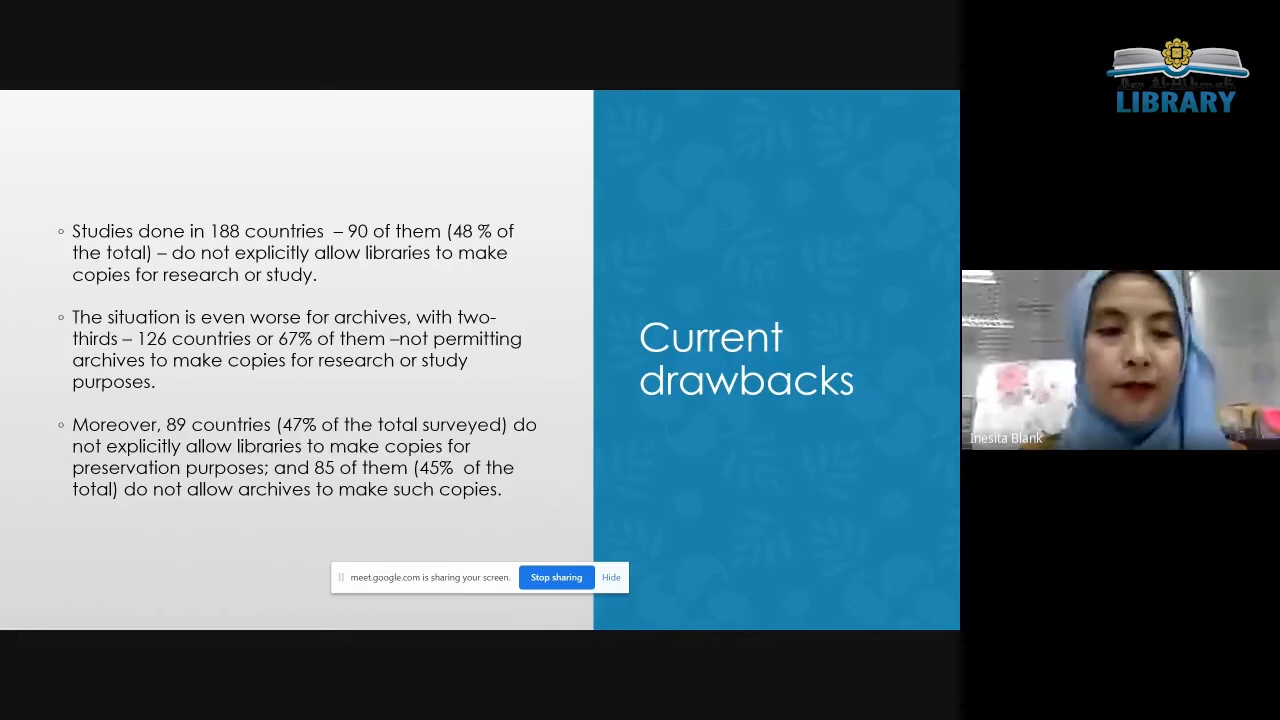 LIBRARY
Studies done in 188 countries – 90 of them (48 % of
the total) – do not explicitly allow libraries to make
copies for research or study.
The situation is even worse for archives, with two-
thirds – 126 countries or 67% of them –not permitting
archives to make copies for research or study
purposes.
Moreover, 89 countries (47% of the total surveyed) do
not explicitly allow libraries to make copies for
preservation purposes; and 85 of them (45% of the
total) do not allow archives to make such copies.
Current
drawbacks
Inesita Blank
meet.google.com is sharing your screen.
Stop sharing
Hide